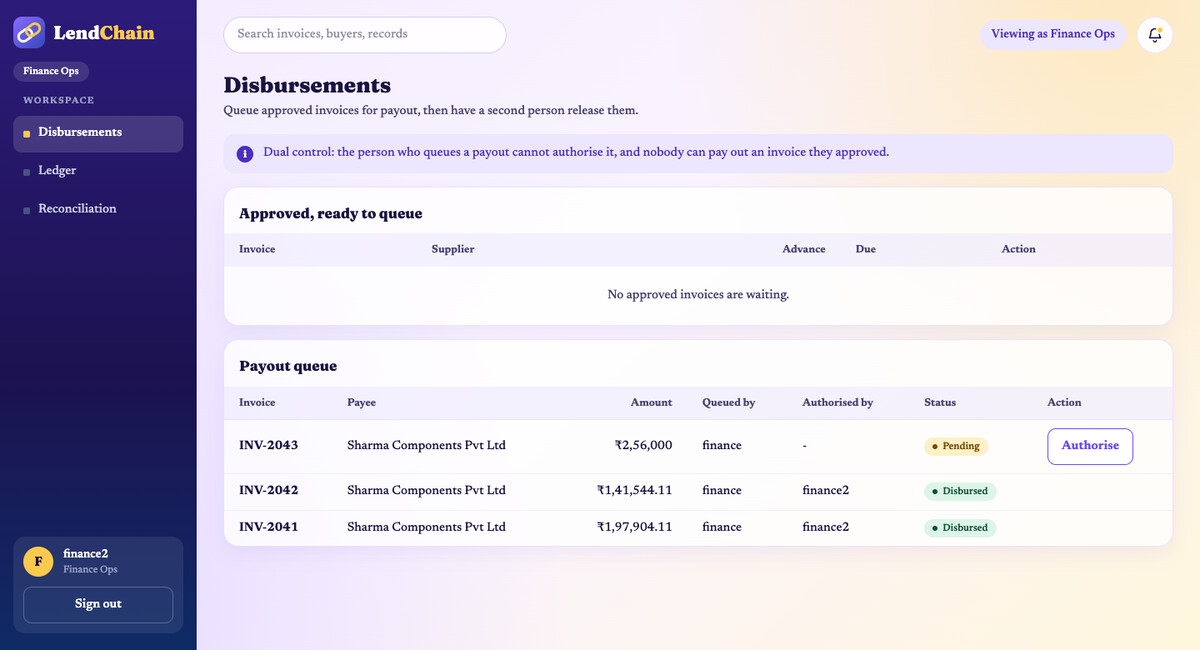 LendChain
Finance Ops
WORKSPACE
Disbursements
Ledger
Reconciliation
F
finance2
Finance Ops
Sign out
Search invoices, buyers, records
Viewing as Finance Ops
Disbursements
Queue approved invoices for payout, then have a second person release them.
i Dual control: the person who queues a payout cannot authorise it, and nobody can pay out an invoice they approved.
Approved, ready to queue
Invoice Supplier Advance Due Action
No approved invoices are waiting.
Payout queue
Invoice Payee Amount Queued by Authorised by Status Action
INV-2043 Sharma Components Pvt Ltd ₹2,56,000 finance - Pending Authorise
INV-2042 Sharma Components Pvt Ltd ₹1,41,544.11 finance finance2 Disbursed
INV-2041 Sharma Components Pvt Ltd ₹1,97,904.11 finance finance2 Disbursed